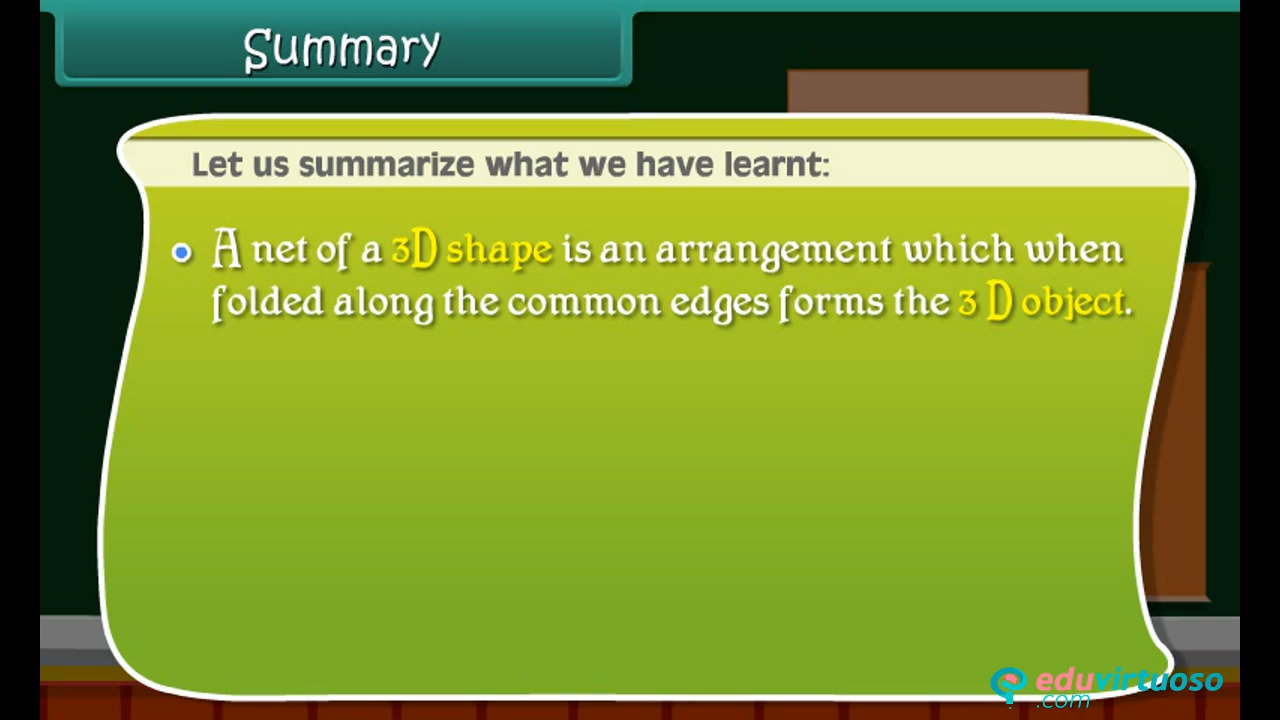 Summary
Let us summarize what we have learnt:
A net of a 3D shape is an arrangement which when
folded along the common edges forms the 3 D object.
eduvirtuoso
.com